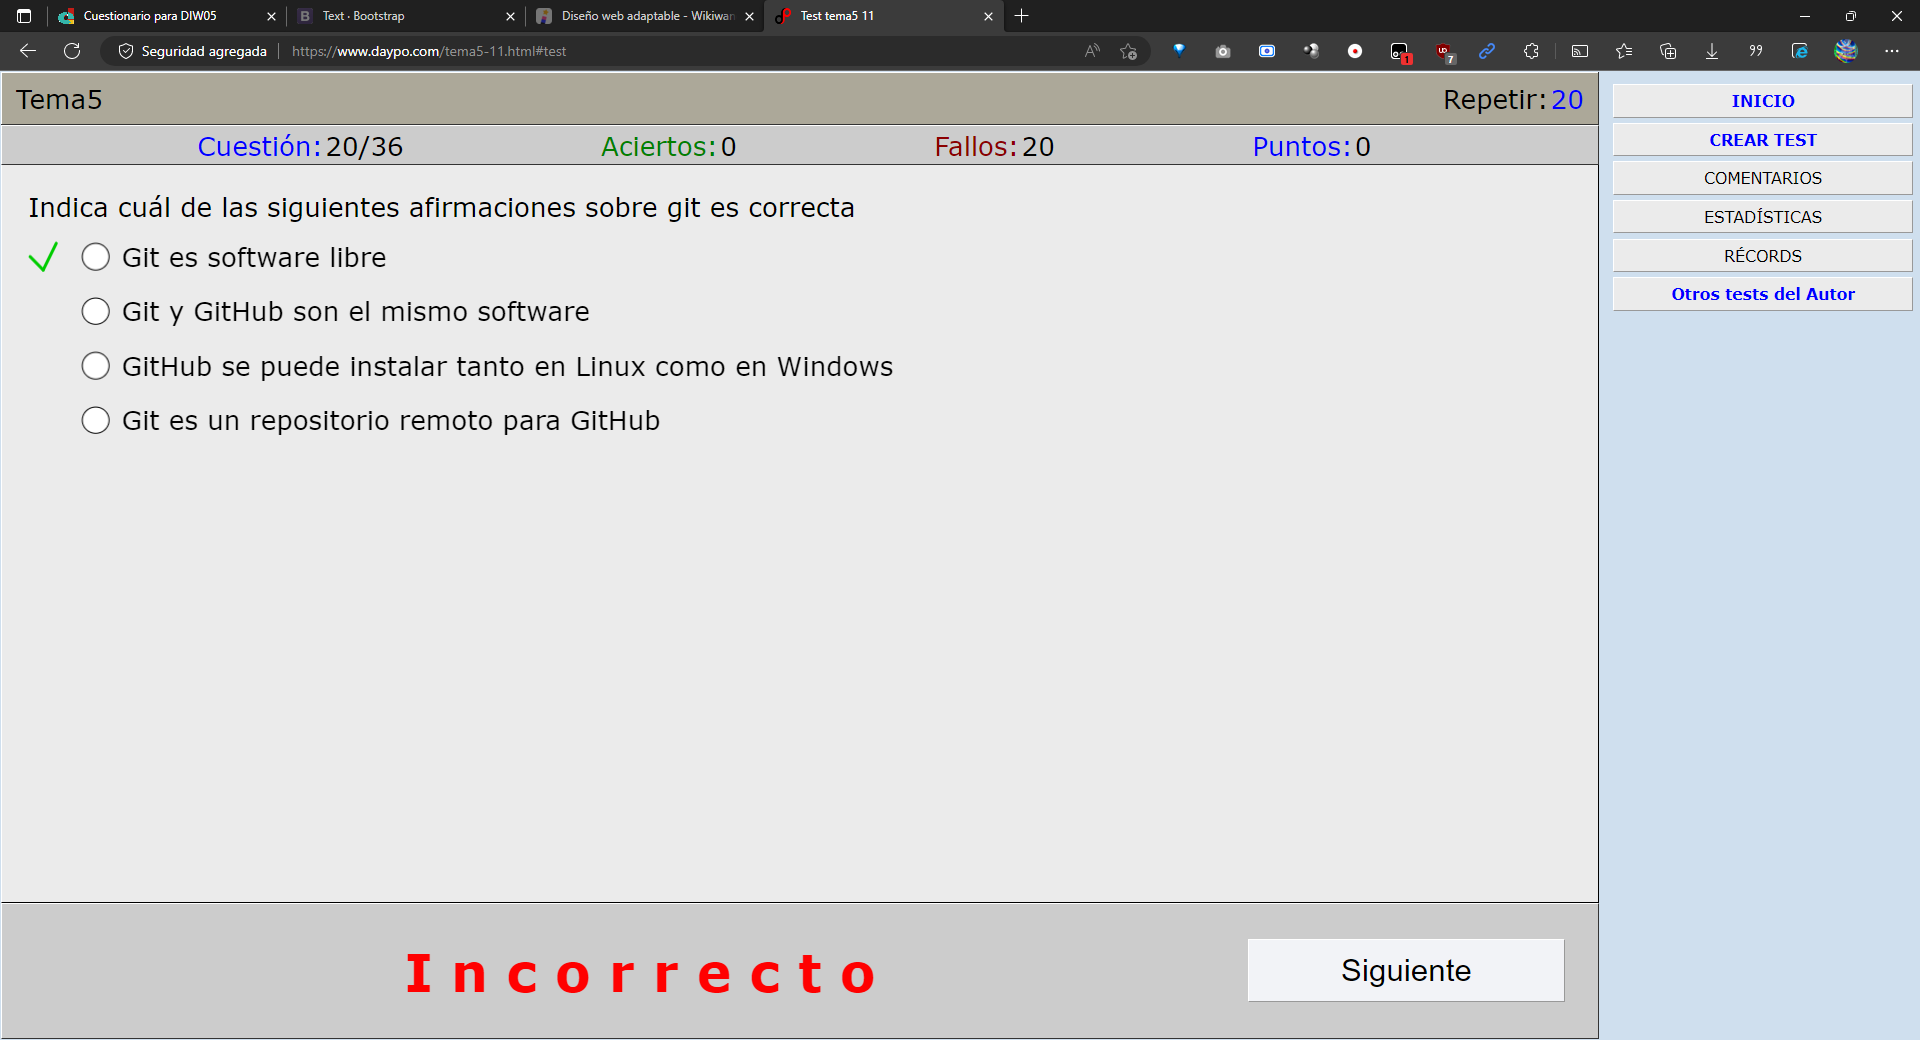 Cuestionario para DIW05
B Text · Bootstrap
Diseño web adaptable - Wikiwan
Test tema5 11
Seguridad agregada https://www.daypo.com/tema5-11.html#test
1
7
Tema5
Repetir: 20
Cuestión: 20/36 Aciertos: 0 Fallos: 20 Puntos: 0
Indica cuál de las siguientes afirmaciones sobre git es correcta
Git es software libre
Git y GitHub son el mismo software
GitHub se puede instalar tanto en Linux como en Windows
Git es un repositorio remoto para GitHub
Incorrecto
Siguiente
INICIO
CREAR TEST
COMENTARIOS
ESTADÍSTICAS
RÉCORDS
Otros tests del Autor